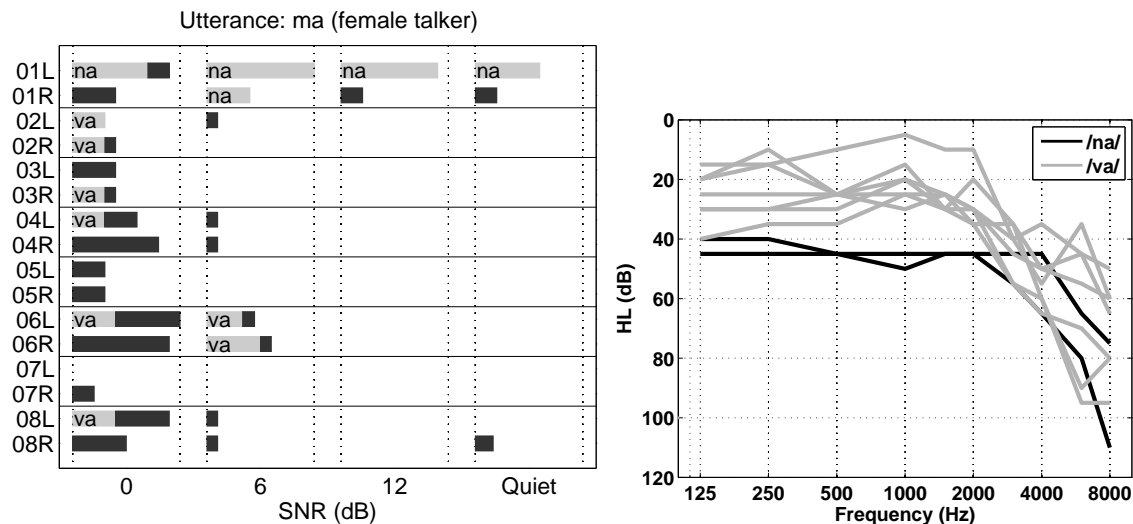 Utterance: ma (female talker)
01L na na na na
01R na
02L va
02R va
03L
03R va
04L va
04R
05L
05R
06L va va
06R va
07L
07R
08L va
08R
0 6 12 Quiet
SNR (dB)
0
20
40
60
80
100
120
HL (dB)
/na/
/va/
125 250 500 1000 2000 4000 8000
Frequency (Hz)